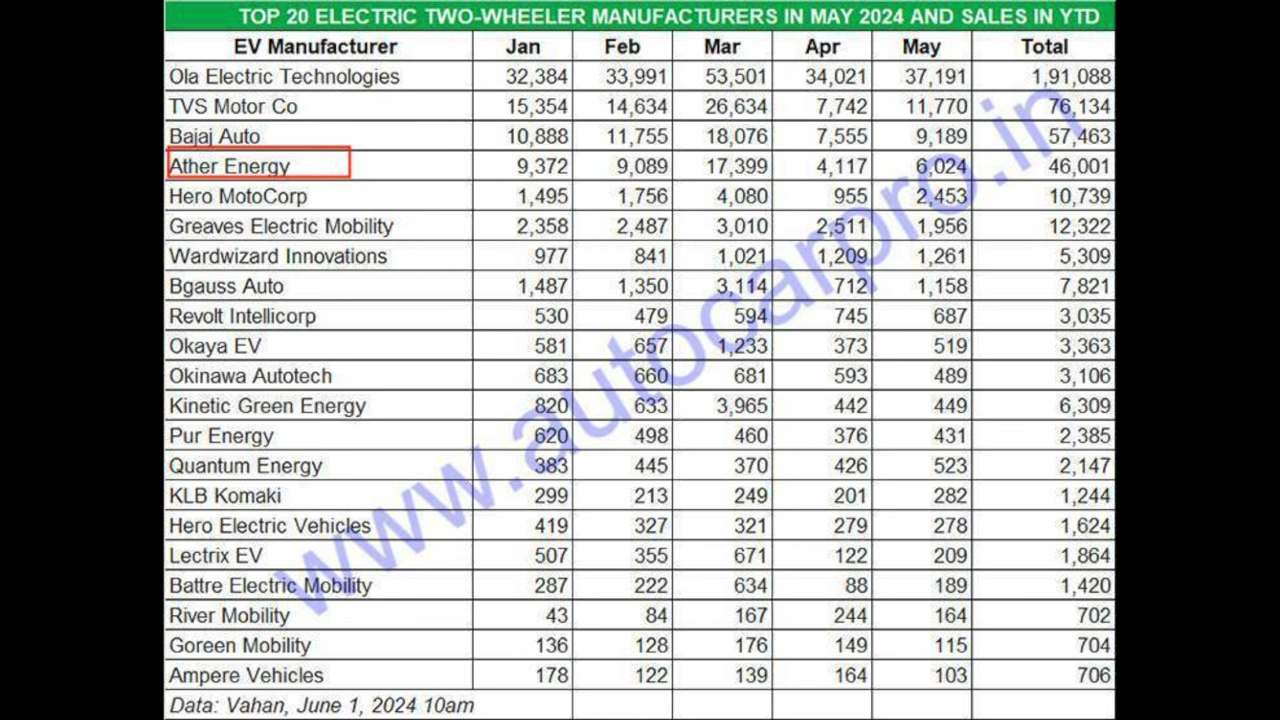 TOP 20 ELECTRIC TWO-WHEELER MANUFACTURERS IN MAY 2024 AND SALES IN YTD
EV Manufacturer Jan Feb Mar Apr May Total
Ola Electric Technologies 32,384 33,991 53,501 34,021 37,191 1,91,088
TVS Motor Co 15,354 14,634 26,634 7,742 11,770 76,134
Bajaj Auto 10,888 11,755 18,076 7,555 9,189 57,463
Ather Energy 9,372 9,089 17,399 4,117 6,024 46,001
Hero MotoCorp 1,495 1,756 4,080 955 2,453 10,739
Greaves Electric Mobility 2,358 2,487 3,010 2,511 1,956 12,322
Wardwizard Innovations 977 841 1,021 1,209 1,261 5,309
Bgauss Auto 1,487 1,350 3,114 712 1,158 7,821
Revolt Intellicorp 530 479 594 745 687 3,035
Okaya EV 581 657 1,233 373 519 3,363
Okinawa Autotech 683 660 681 593 489 3,106
Kinetic Green Energy 820 633 3,965 442 449 6,309
Pur Energy 620 498 460 376 431 2,385
Quantum Energy 383 445 370 426 523 2,147
KLB Komaki 299 213 249 201 282 1,244
Hero Electric Vehicles 419 327 321 279 278 1,624
Lectrix EV 507 355 671 122 209 1,864
Battre Electric Mobility 287 222 634 88 189 1,420
River Mobility 43 84 167 244 164 702
Goreen Mobility 136 128 176 149 115 704
Ampere Vehicles 178 122 139 164 103 706
Data: Vahan, June 1, 2024 10am
www.autocarpro.in